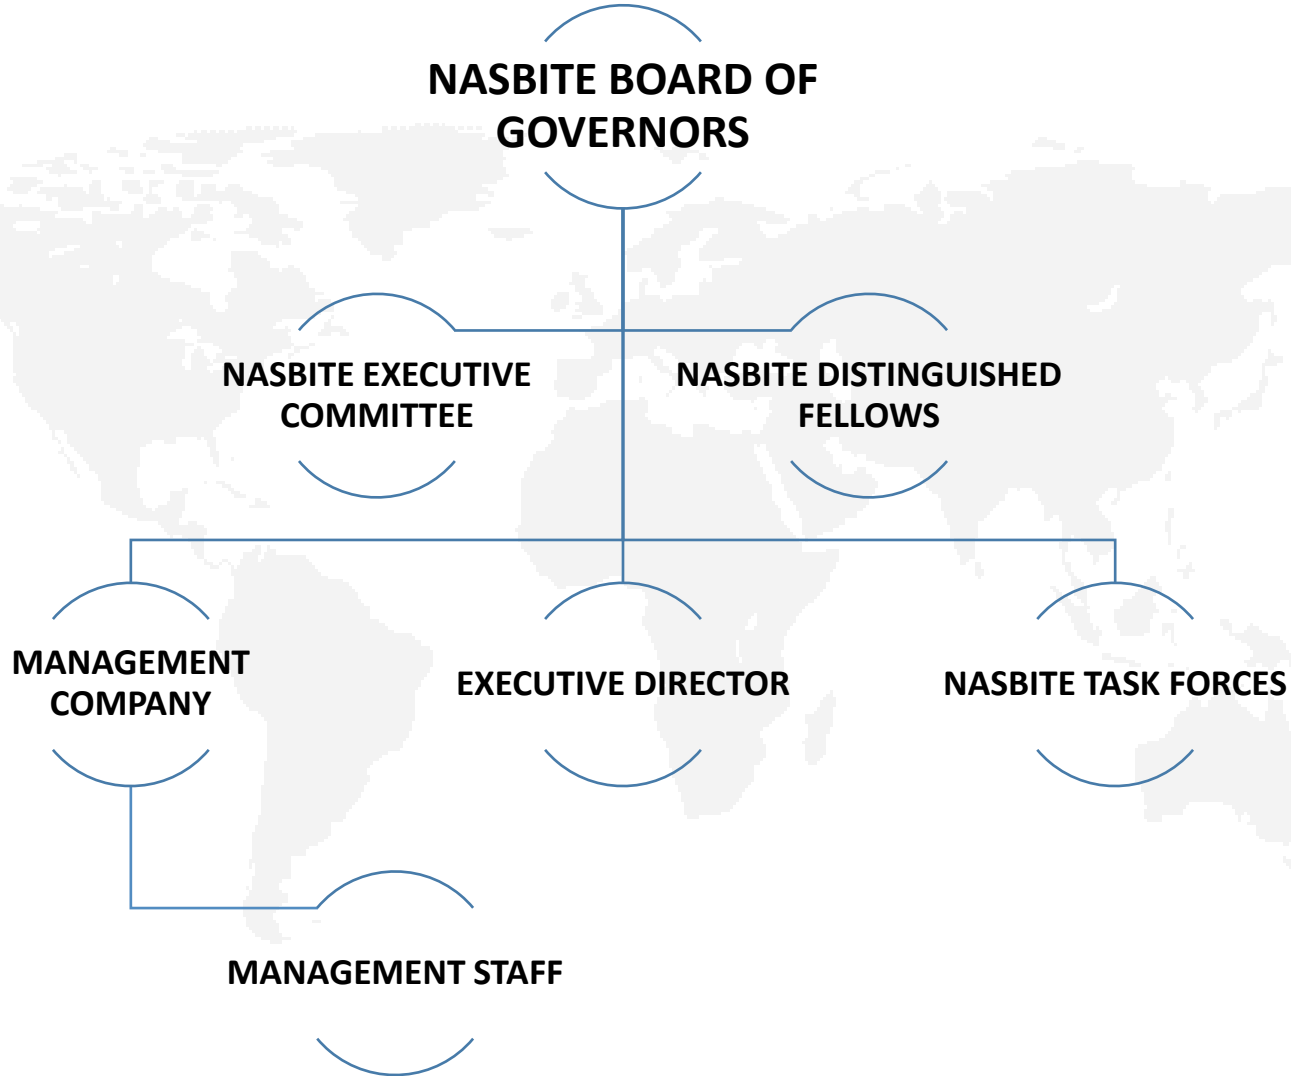 NASBITE BOARD OF
GOVERNORS
NASBITE EXECUTIVE
COMMITTEE
NASBITE DISTINGUISHED
FELLOWS
MANAGEMENT
COMPANY
EXECUTIVE DIRECTOR
NASBITE TASK FORCES
MANAGEMENT STAFF